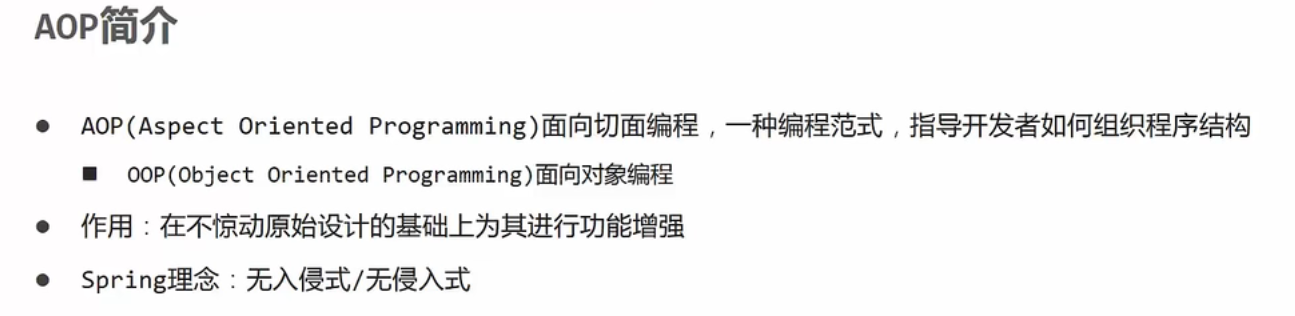 AOP简介
● AOP(Aspect Oriented Programming)面向切面编程，一种编程范式，指导开发者如何组织程序结构
■ OOP(Object Oriented Programming)面向对象编程
● 作用：在不惊动原始设计的基础上为其进行功能增强
● Spring理念：无入侵式/无侵入式